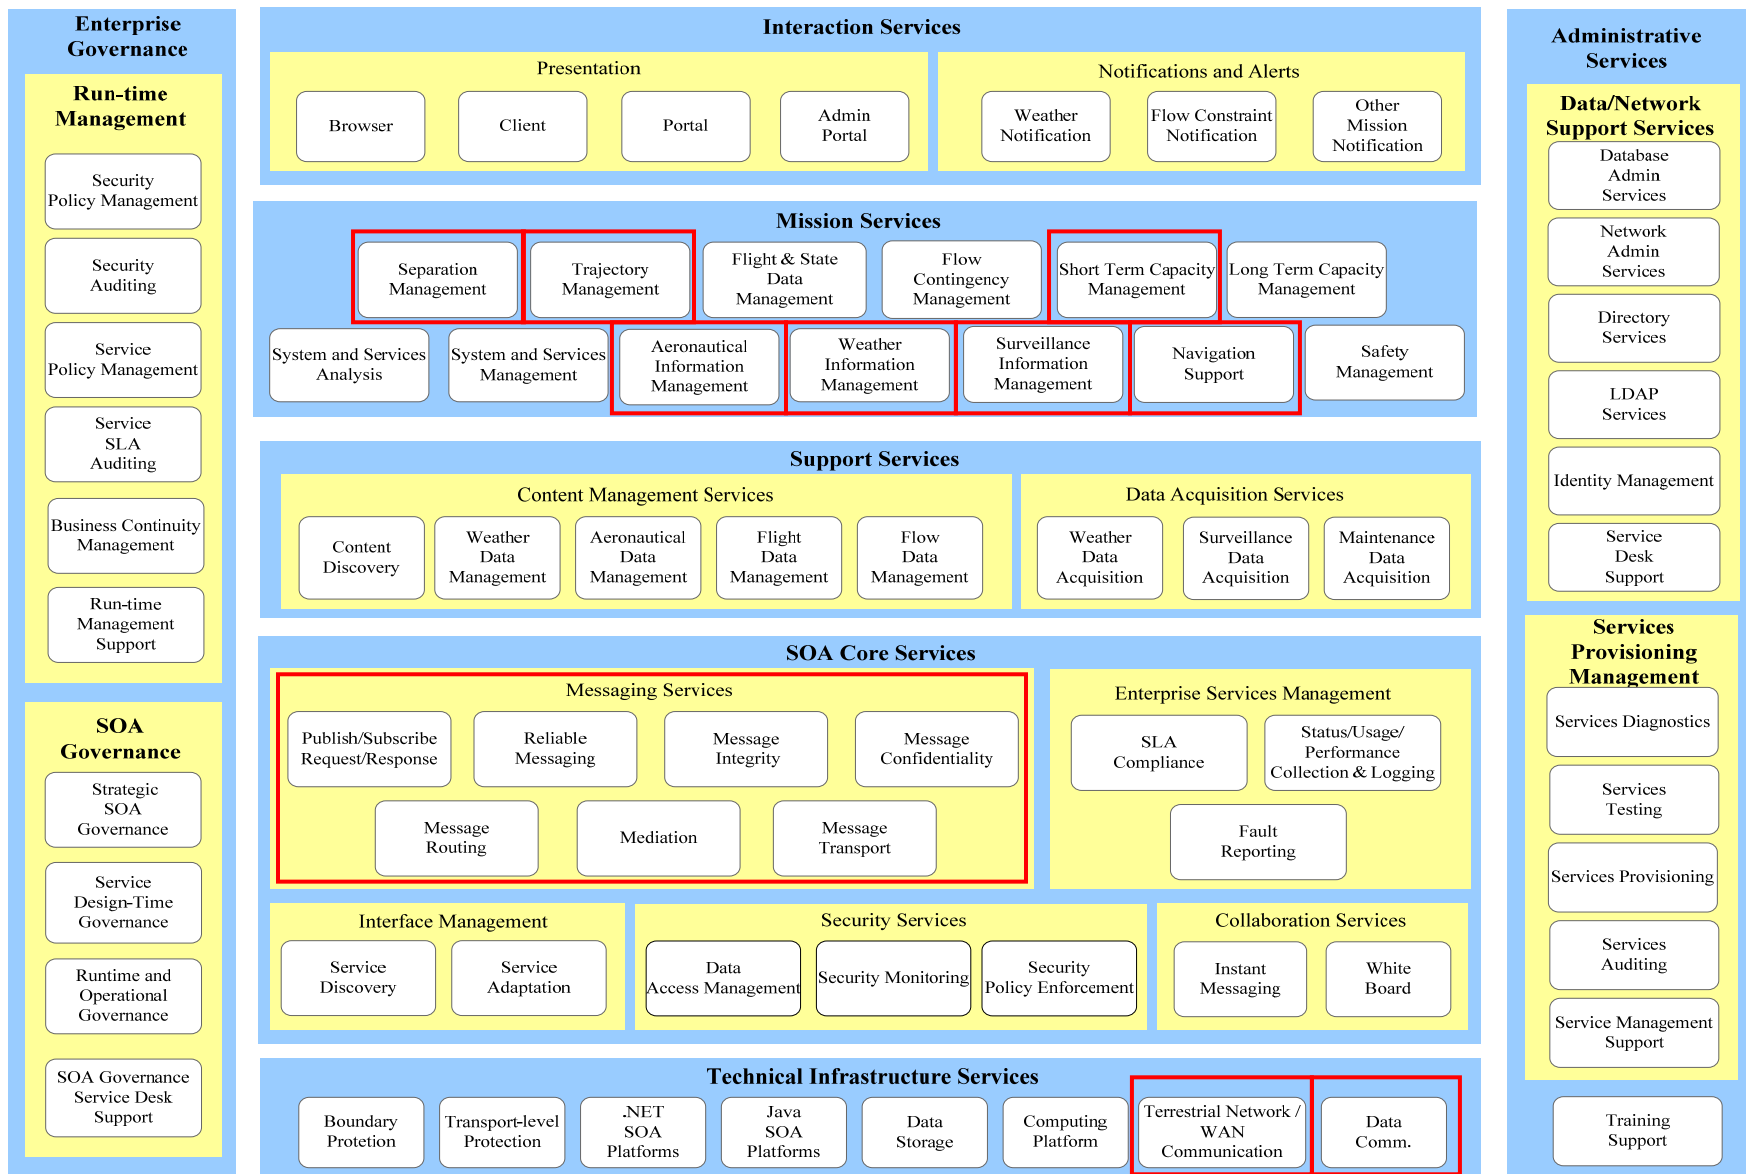 Enterprise
Governance
Run-time
Management
Security
Policy Management
Security
Auditing
Service
Policy Management
Service
SLA
Auditing
Business Continuity
Management
Run-time
Management
Support
SOA
Governance
Strategic
SOA
Governance
Service
Design-Time
Governance
Runtime and
Operational
Governance
SOA Governance
Service Desk
Support
Interaction Services
Presentation
Browser
Client
Portal
Admin
Portal
Notifications and Alerts
Weather
Notification
Flow Constraint
Notification
Other
Mission
Notification
Mission Services
Separation
Management
Trajectory
Management
Flight & State
Data
Management
Flow
Contingency
Management
Short Term Capacity
Management
Long Term Capacity
Management
System and Services
Analysis
System and Services
Management
Aeronautical
Information
Management
Weather
Information
Management
Surveillance
Information
Management
Navigation
Support
Safety
Management
Support Services
Content Management Services
Content
Discovery
Weather
Data
Management
Aeronautical
Data
Management
Flight
Data
Management
Flow
Data
Management
Data Acquisition Services
Weather
Data
Acquisition
Surveillance
Data
Acquisition
Maintenance
Data
Acquisition
SOA Core Services
Messaging Services
Publish/Subscribe
Request/Response
Reliable
Messaging
Message
Integrity
Message
Confidentiality
Message
Routing
Mediation
Message
Transport
Enterprise Services Management
SLA
Compliance
Status/Usage/
Performance
Collection & Logging
Fault
Reporting
Interface Management
Service
Discovery
Service
Adaptation
Security Services
Data
Access Management
Security Monitoring
Security
Policy Enforcement
Collaboration Services
Instant
Messaging
White
Board
Technical Infrastructure Services
Boundary
Protetion
Transport-level
Protection
.NET
SOA
Platforms
Java
SOA
Platforms
Data
Storage
Computing
Platform
Terrestrial Network /
WAN
Communication
Data
Comm.
Administrative
Services
Data/Network
Support Services
Database
Admin
Services
Network
Admin
Services
Directory
Services
LDAP
Services
Identity Management
Service
Desk
Support
Services
Provisioning
Management
Services Diagnostics
Services
Testing
Services Provisioning
Services
Auditing
Service Management
Support
Training
Support